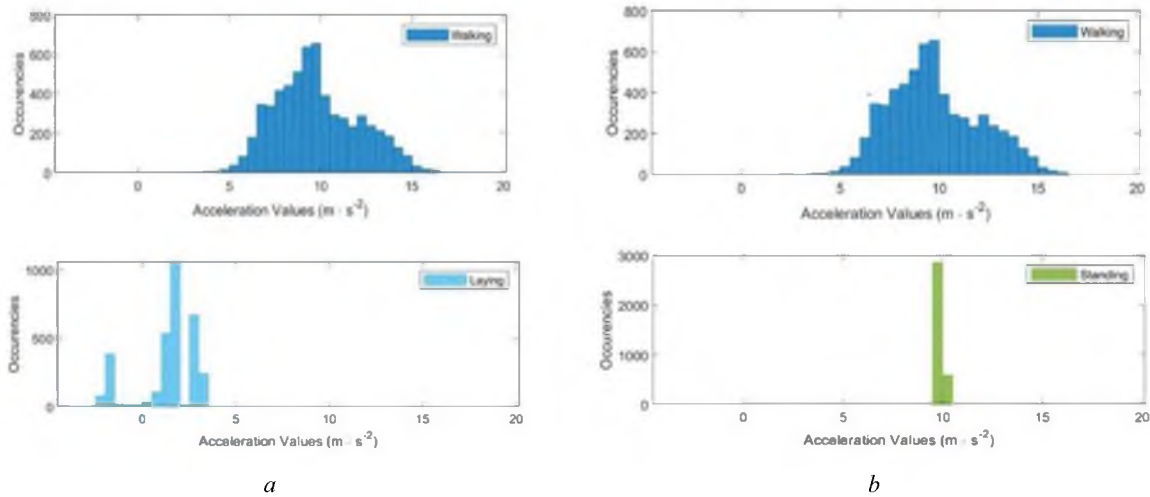 800
600
400
200
0
Occurencies
Walking
0 5 10 15 20
Acceleration Values (m · s-2)
800
600
400
200
0
Occurencies
Walking
0 5 10 15 20
Acceleration Values (m · s-2)
1000
500
0
Occurencies
Laying
0 5 10 15 20
Acceleration Values (m · s-2)
3000
2000
1000
0
Occurencies
Standing
0 5 10 15 20
Acceleration Values (m · s-2)
a b